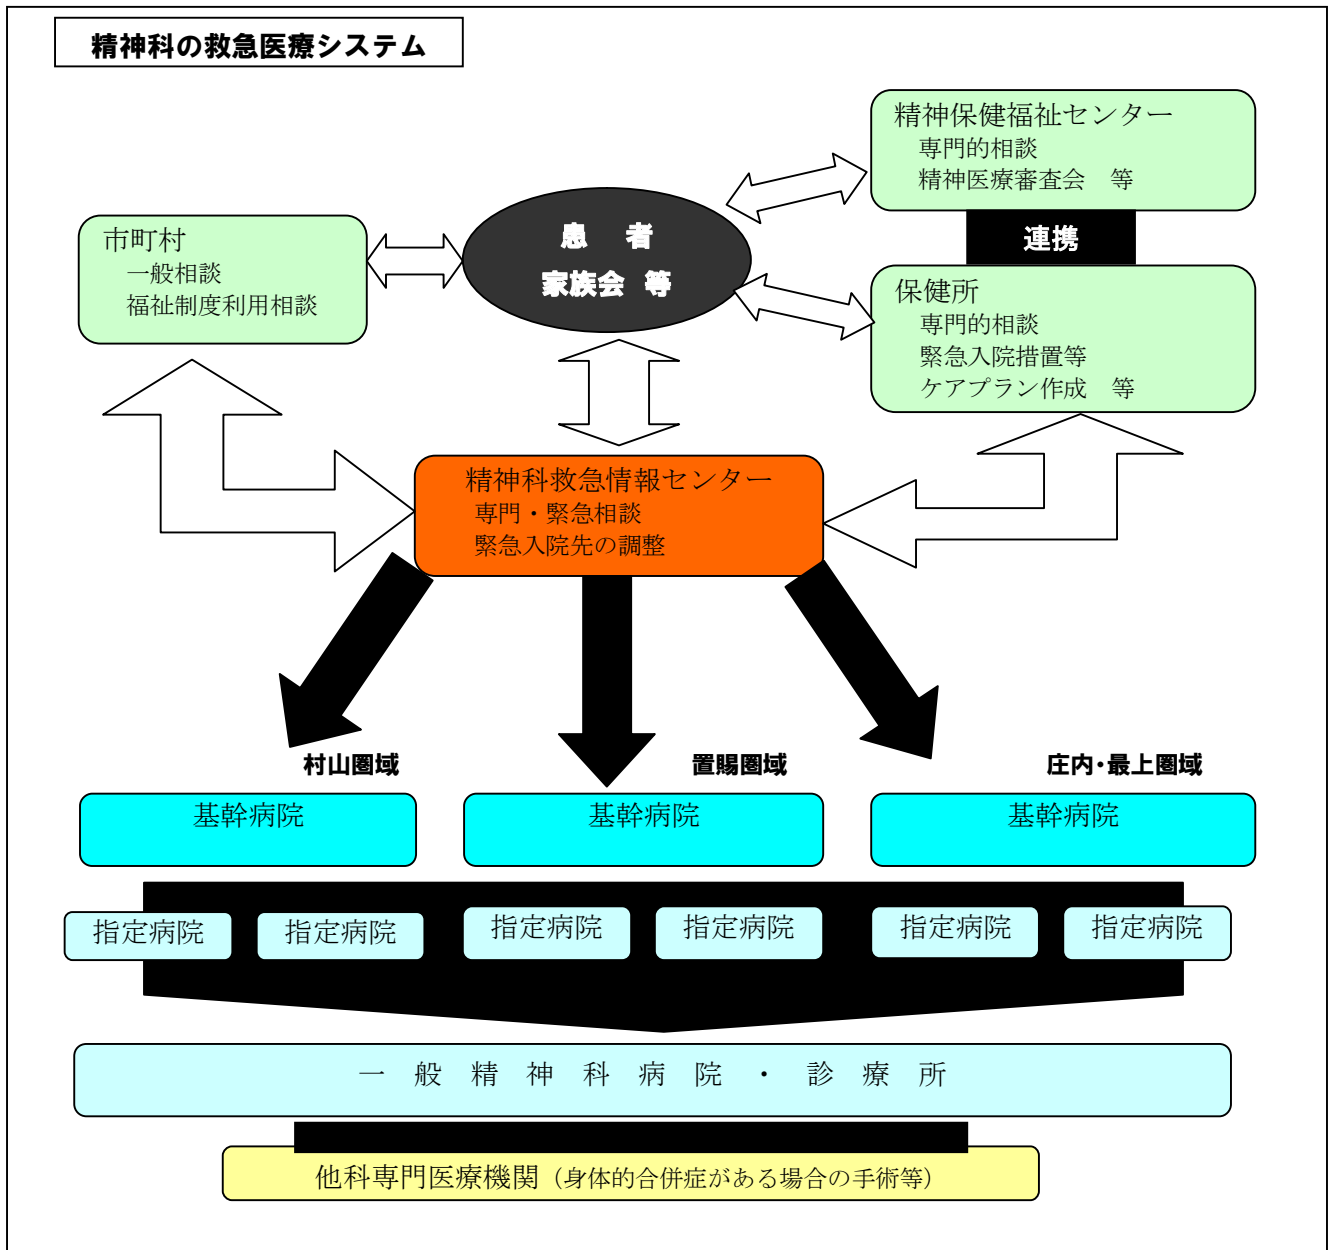 精神科の救急医療システム
精神保健福祉センター
専門的相談
精神医療審査会　等
連携
患　者
家族会　等
市町村
一般相談
福祉制度利用相談
保健所
専門的相談
緊急入院措置等
ケアプラン作成　等
精神科救急情報センター
専門・緊急相談
緊急入院先の調整
村山圏域
置賜圏域
庄内・最上圏域
基幹病院
基幹病院
基幹病院
指定病院
指定病院
指定病院
指定病院
指定病院
指定病院
一　般　精　神　科　病　院　・　診　療　所
他科専門医療機関（身体的合併症がある場合の手術等）